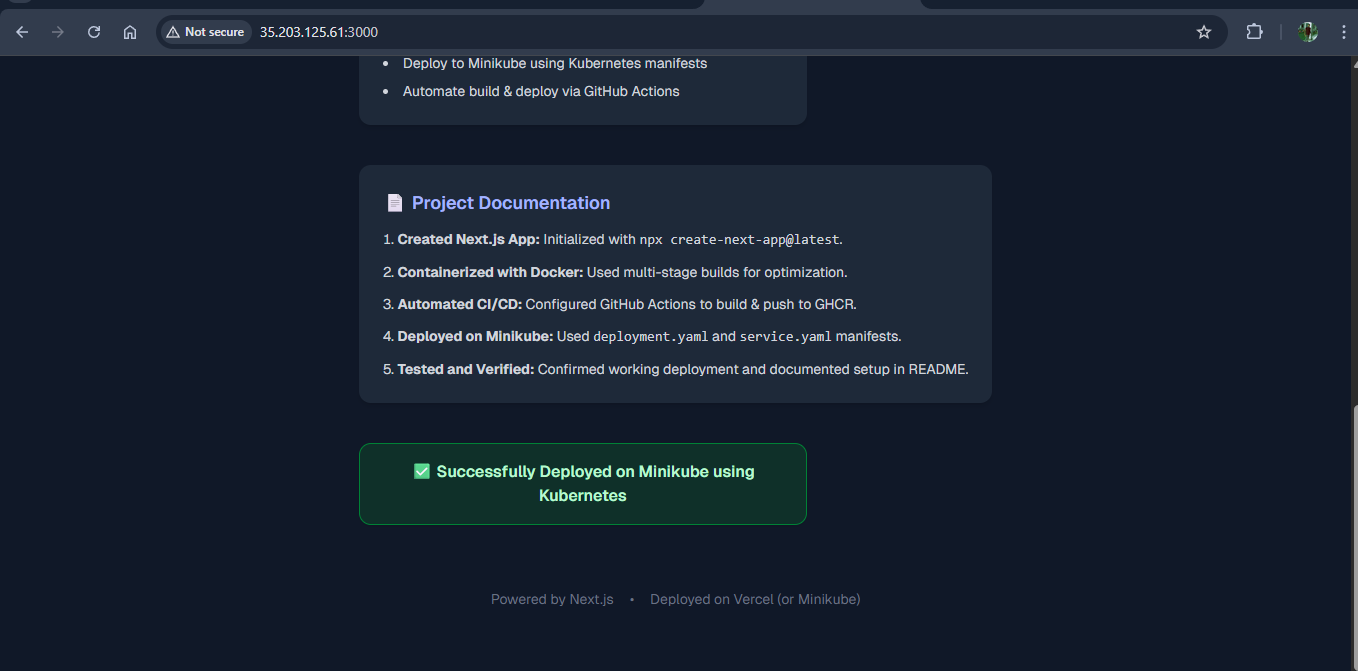 Not secure 35.203.125.61:3000
• Deploy to Minikube using Kubernetes manifests
• Automate build & deploy via GitHub Actions
Project Documentation
1. Created Next.js App: Initialized with npx create-next-app@latest.
2. Containerized with Docker: Used multi-stage builds for optimization.
3. Automated CI/CD: Configured GitHub Actions to build & push to GHCR.
4. Deployed on Minikube: Used deployment.yaml and service.yaml manifests.
5. Tested and Verified: Confirmed working deployment and documented setup in README.
✅ Successfully Deployed on Minikube using
Kubernetes
Powered by Next.js • Deployed on Vercel (or Minikube)